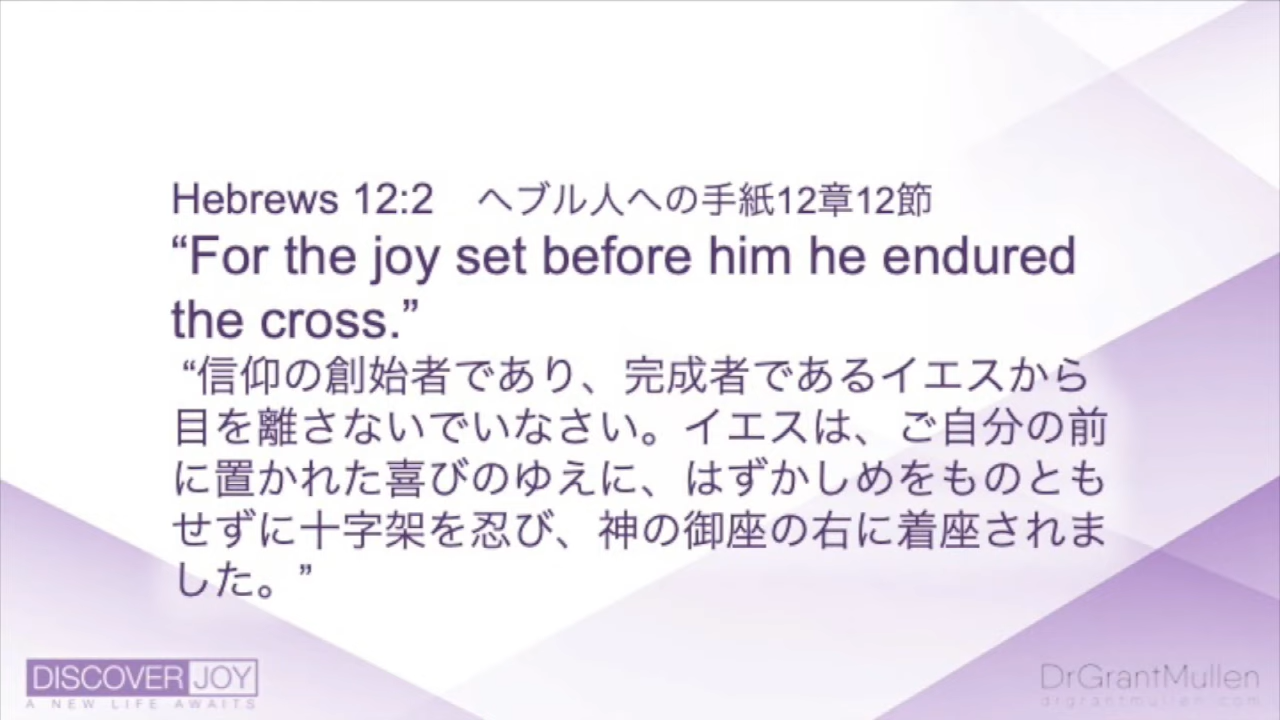 Hebrews 12:2　ヘブル人への手紙12章12節
“For the joy set before him he endured
the cross.”
“信仰の創始者であり、完成者であるイエスから
目を離さないでいなさい。イエスは、ご自分の前
に置かれた喜びのゆえに、はずかしめをものとも
せずに十字架を忍び、神の御座の右に着座されま
した。”
DISCOVER JOY
A NEW LIFE AWAITS
DrGrantMullen
drgrantmullen.com